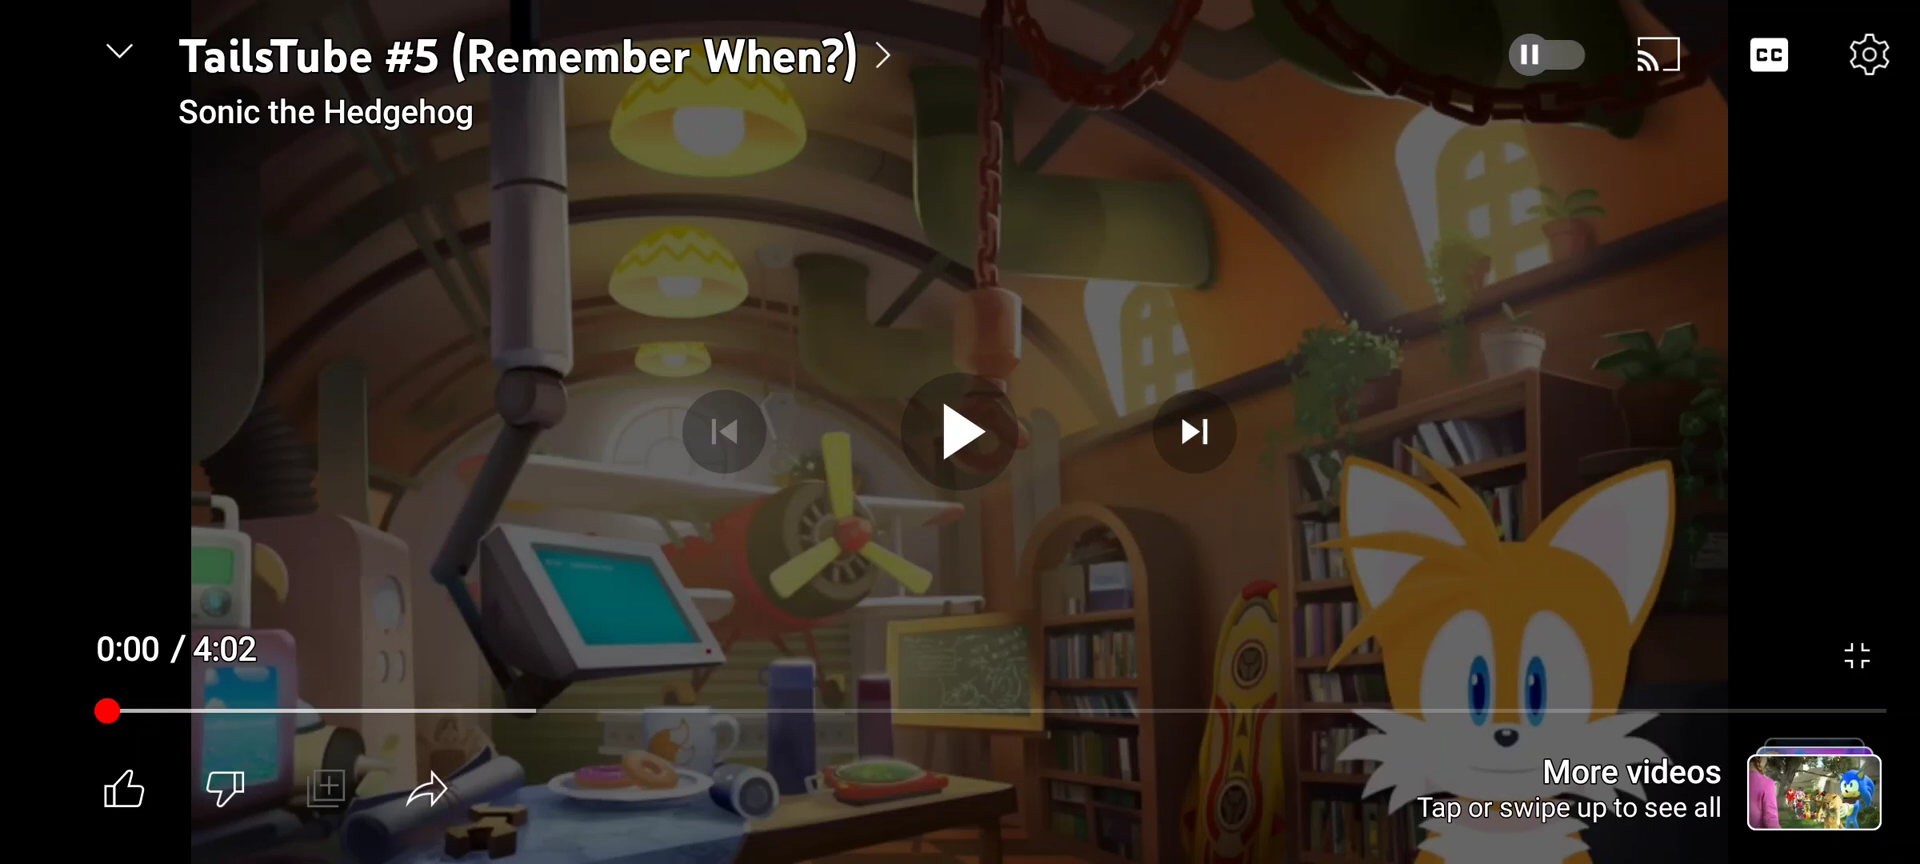 TailsTube #5 (Remember When?)
CC
Sonic the Hedgehog
0:00 / 4:02
More videos
Tap or swipe up to see all